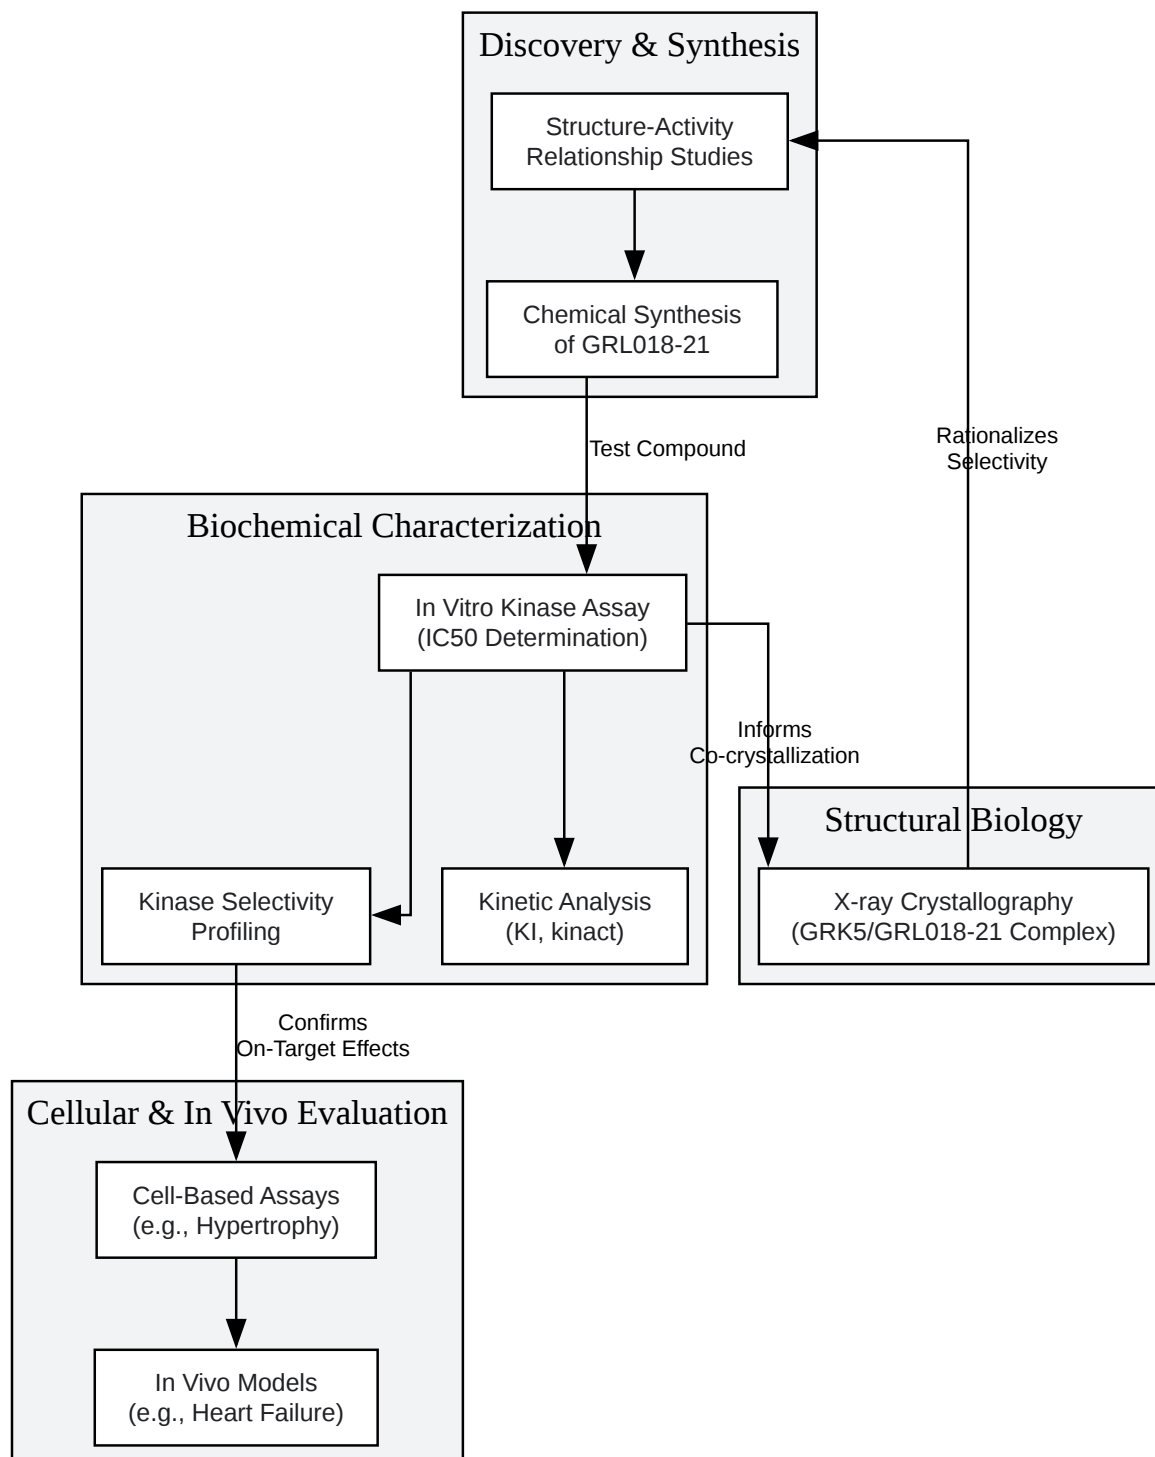 Discovery & Synthesis
Structure-Activity
Relationship Studies
Chemical Synthesis
of GRL018-21
Test Compound
Rationalizes
Selectivity
Biochemical Characterization
In Vitro Kinase Assay
(IC50 Determination)
Informs
Co-crystallization
Structural Biology
Kinase Selectivity
Profiling
Kinetic Analysis
(KI, kinact)
X-ray Crystallography
(GRK5/GRL018-21 Complex)
Confirms
On-Target Effects
Cellular & In Vivo Evaluation
Cell-Based Assays
(e.g., Hypertrophy)
In Vivo Models
(e.g., Heart Failure)